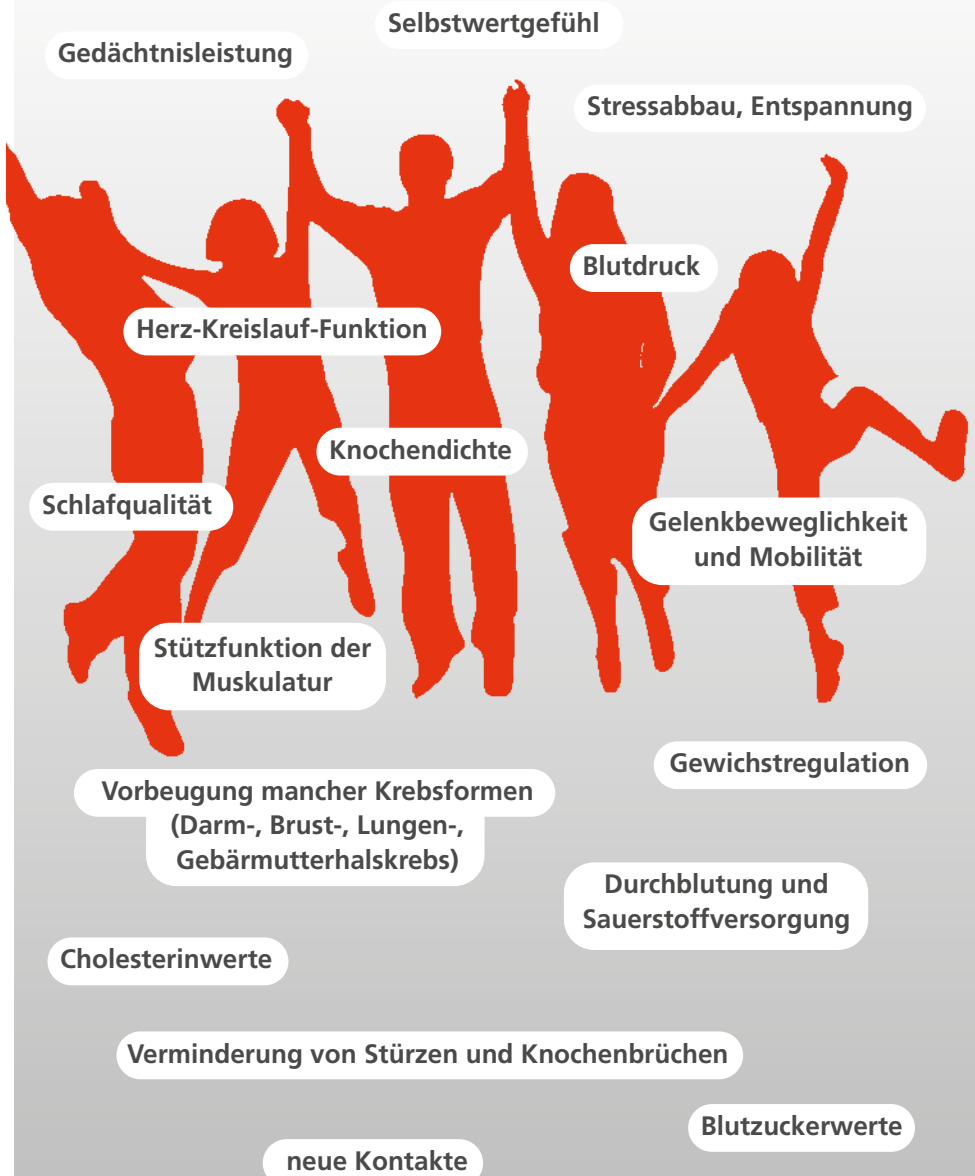 Selbstwertgefühl
Gedächtnisleistung
Stressabbau, Entspannung
Blutdruck
Herz-Kreislauf-Funktion
Knochendichte
Schlafqualität
Gelenkbeweglichkeit
und Mobilität
Stützfunktion der
Muskulatur
Gewichstregulation
Vorbeugung mancher Krebsformen
(Darm-, Brust-, Lungen-,
Gebärmutterhalskrebs)
Durchblutung und
Sauerstoffversorgung
Cholesterinwerte
Verminderung von Stürzen und Knochenbrüchen
Blutzuckerwerte
neue Kontakte